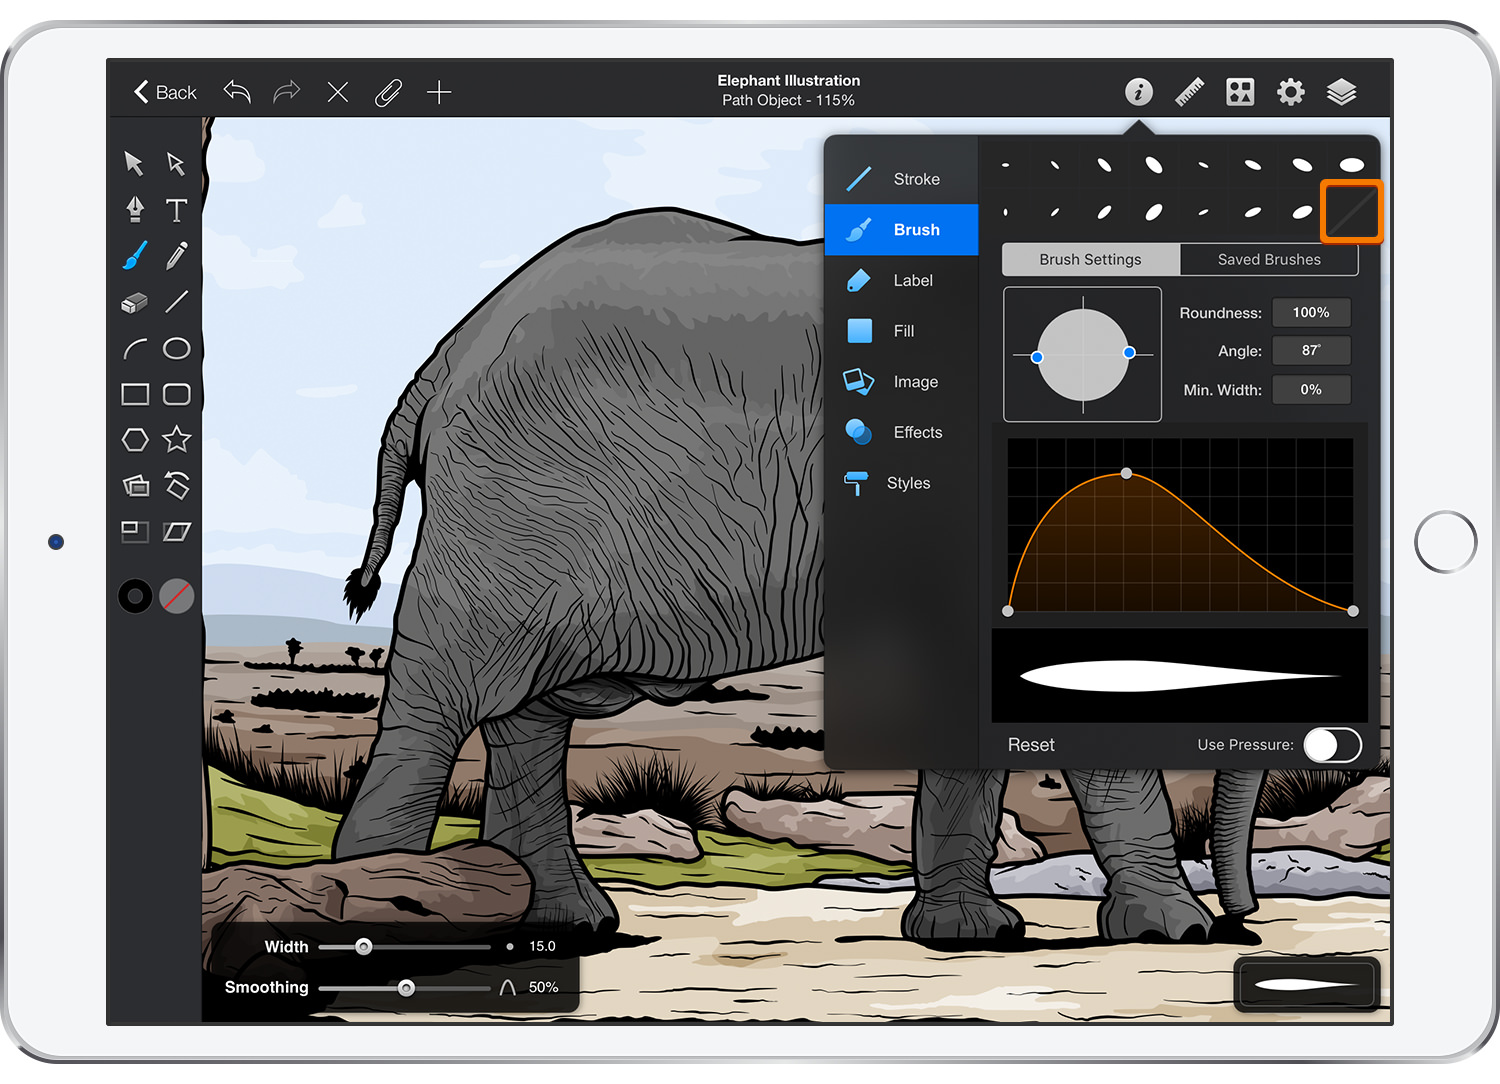 Back
Elephant Illustration
Path Object - 115%
i
T
Stroke
Brush
Label
Fill
Image
Effects
Styles
Brush Settings
Saved Brushes
Roundness: 100%
Angle: 87°
Min. Width: 0%
Reset
Use Pressure:
Width 15.0
Smoothing 50%